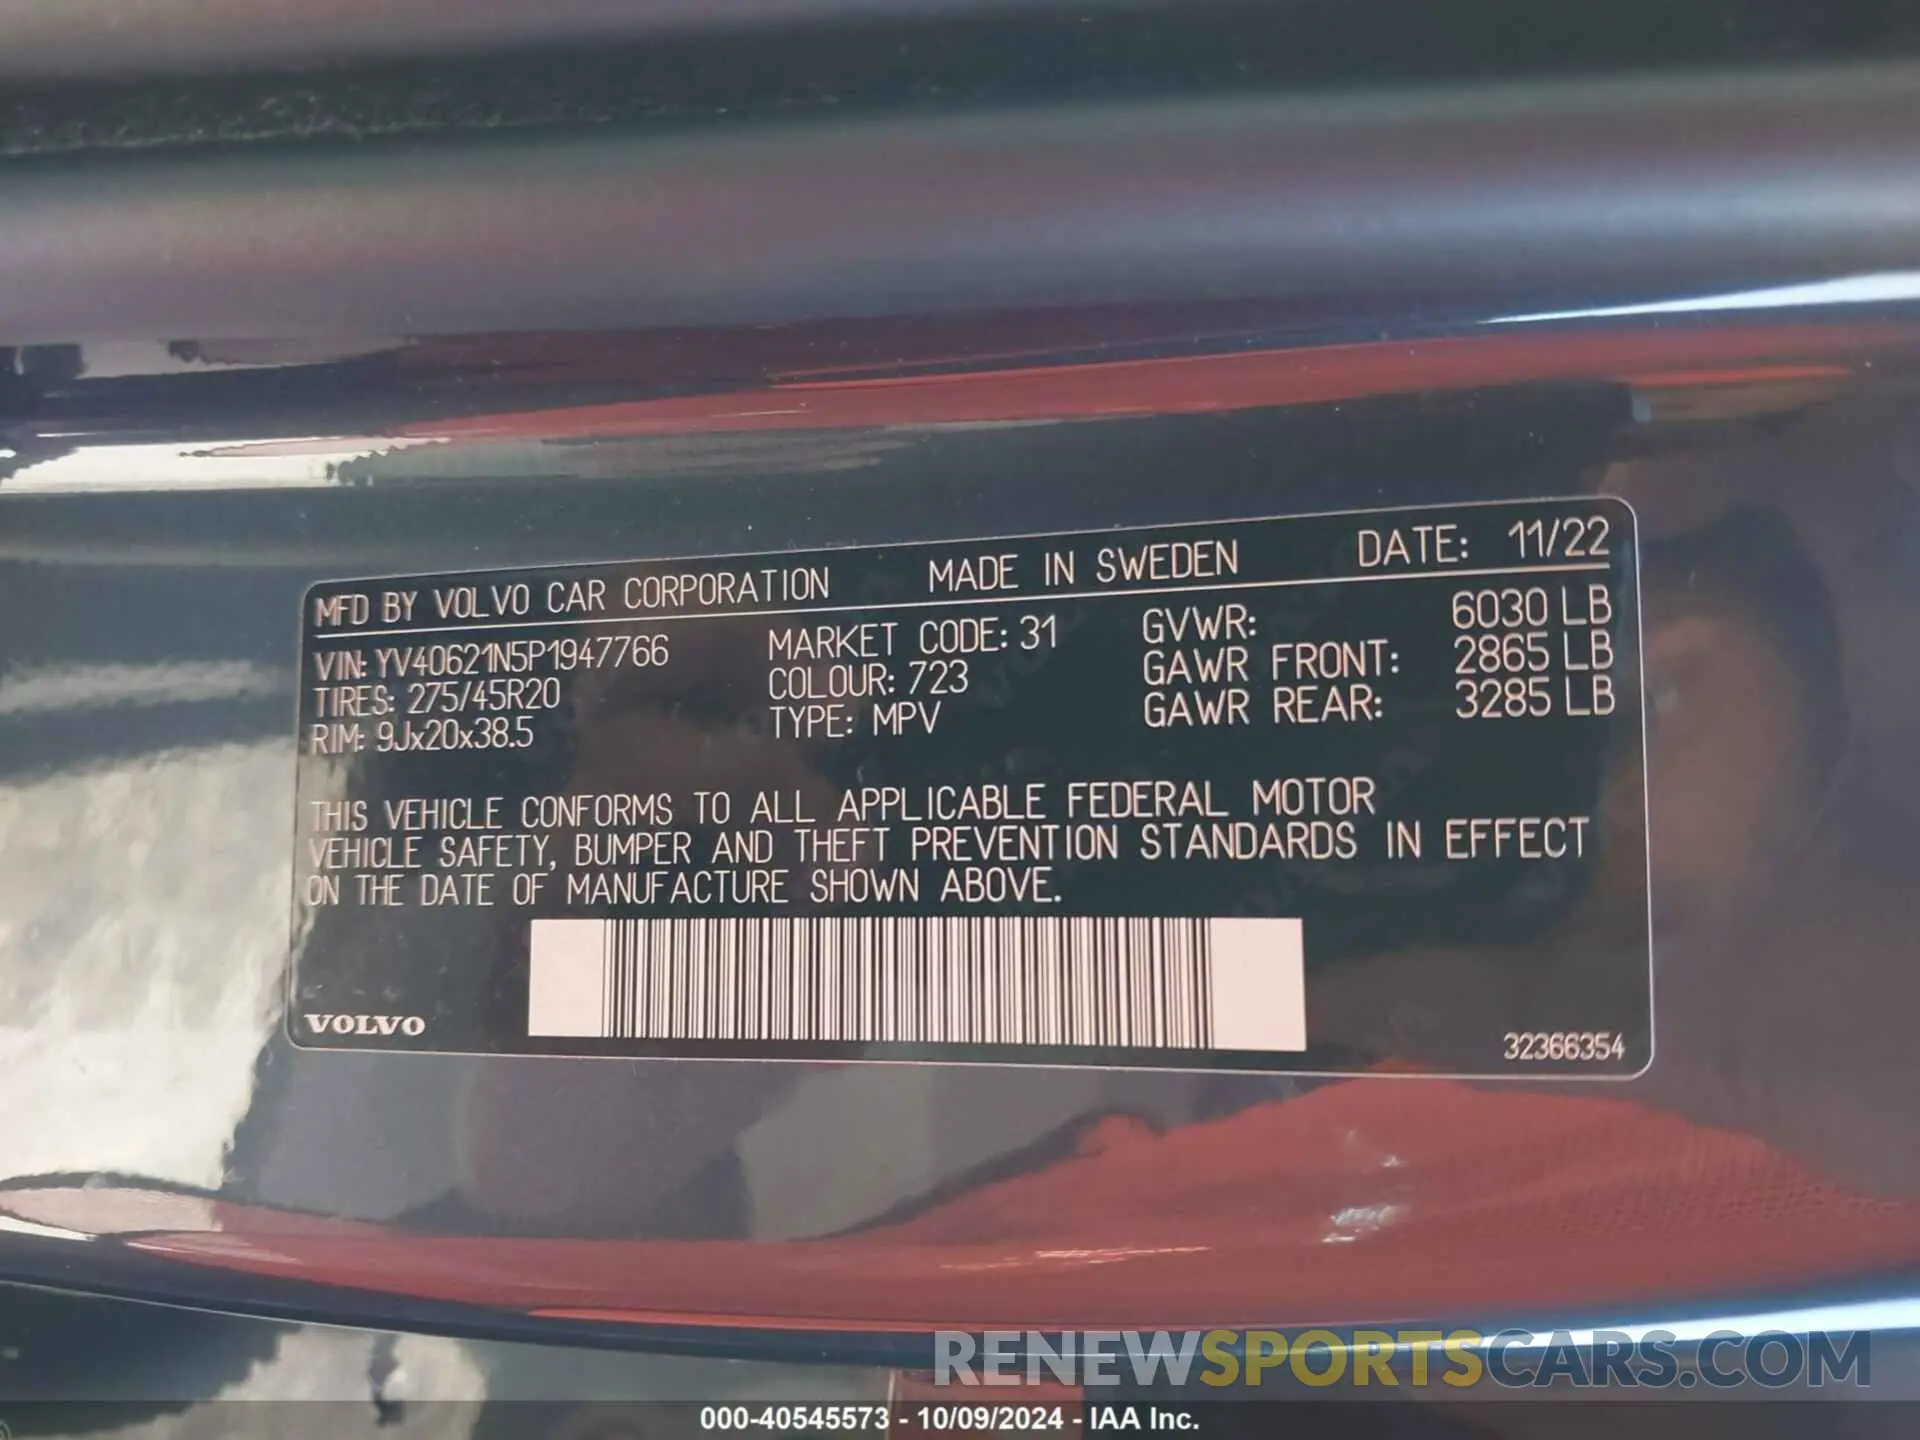 MFD BY VOLVO CAR CORPORATION MADE IN SWEDEN DATE: 11/22
VIN: YV40621N5P1947766 MARKET CODE: 31 GVWR: 6030 LB
TIRES: 275/45R20 COLOUR: 723 GAWR FRONT: 2865 LB
RIM: 9Jx20x38.5 TYPE: MPV GAWR REAR: 3285 LB
THIS VEHICLE CONFORMS TO ALL APPLICABLE FEDERAL MOTOR
VEHICLE SAFETY, BUMPER AND THEFT PREVENTION STANDARDS IN EFFECT
ON THE DATE OF MANUFACTURE SHOWN ABOVE.
VOLVO 32366354
RENEWSPORTSCARS.COM
000-40545573 - 10/09/2024 - IAA Inc.